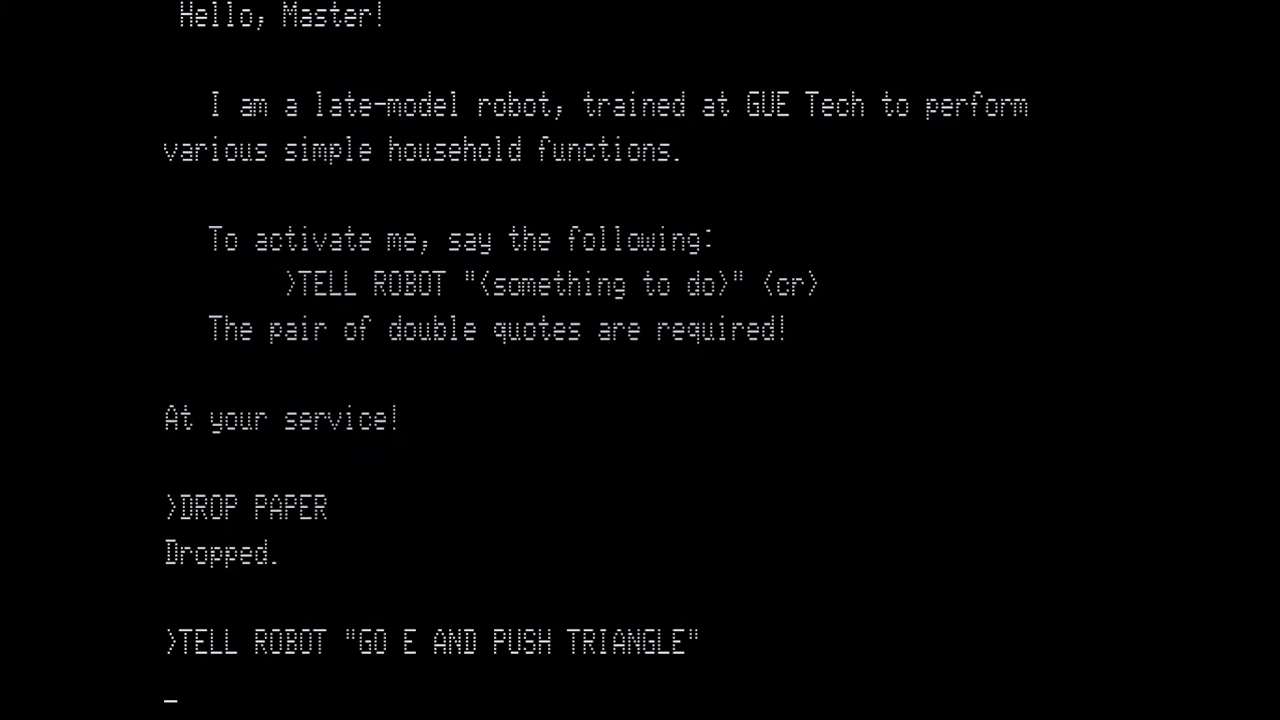 Hello, Master!
I am a late-model robot, trained at GUE Tech to perform
various simple household functions.
To activate me, say the following:
>TELL ROBOT "<something to do>" <cr>
The pair of double quotes are required!
At your service!
>DROP PAPER
Dropped.
>TELL ROBOT "GO E AND PUSH TRIANGLE"
_